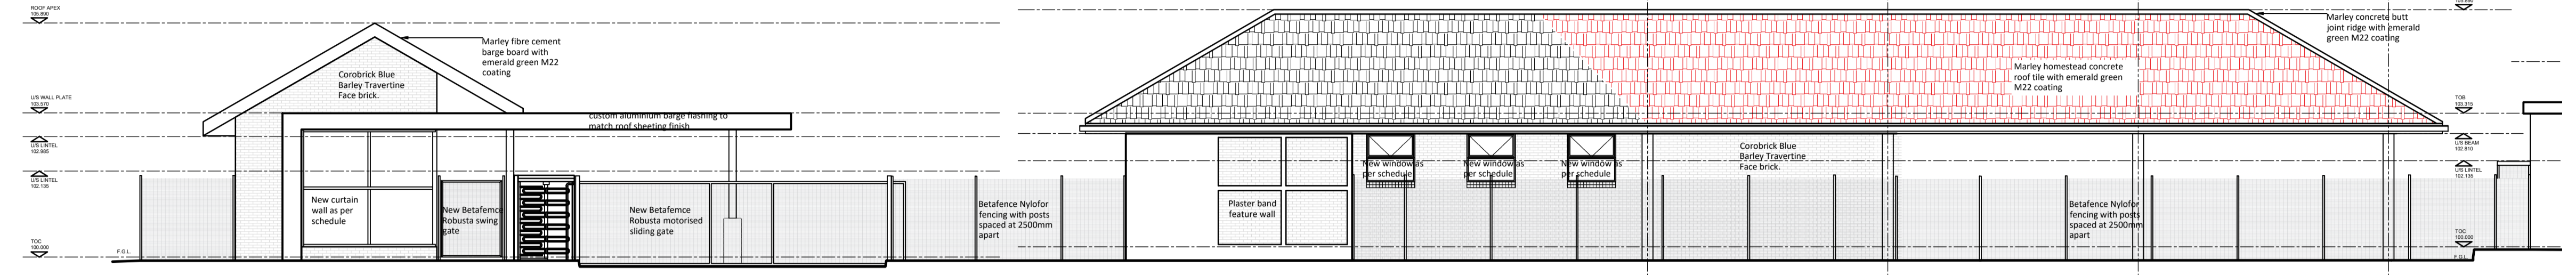 ROOF APEX
105.890
U/S WALL PLATE
103.570
U/S LINTEL
102.985
U/S LINTEL
102.135
TOC
100.000
F.G.L.
Marley fibre cement
barge board with
emerald green M22
coating
Corobrick Blue
Barley Travertine
Face brick.
custom aluminium barge flashing to
match roof sheeting finish
New curtain
wall as per
schedule
New Betafemce
Robusta swing
gate
New Betafemce
Robusta motorised
sliding gate
Betafence Nylofor
fencing with posts
spaced at 2500mm
apart
Plaster band
feature wall
New window as
per schedule
New window as
per schedule
New window as
per schedule
Corobrick Blue
Barley Travertine
Face brick.
Marley homestead concrete
roof tile with emerald green
M22 coating
Marley concrete butt
joint ridge with emerald
green M22 coating
Betafence Nylofor
fencing with posts
spaced at 2500mm
apart
TOB
103.315
U/S BEAM
102.810
U/S LINTEL
102.135
TOC
100.000
F.G.L.